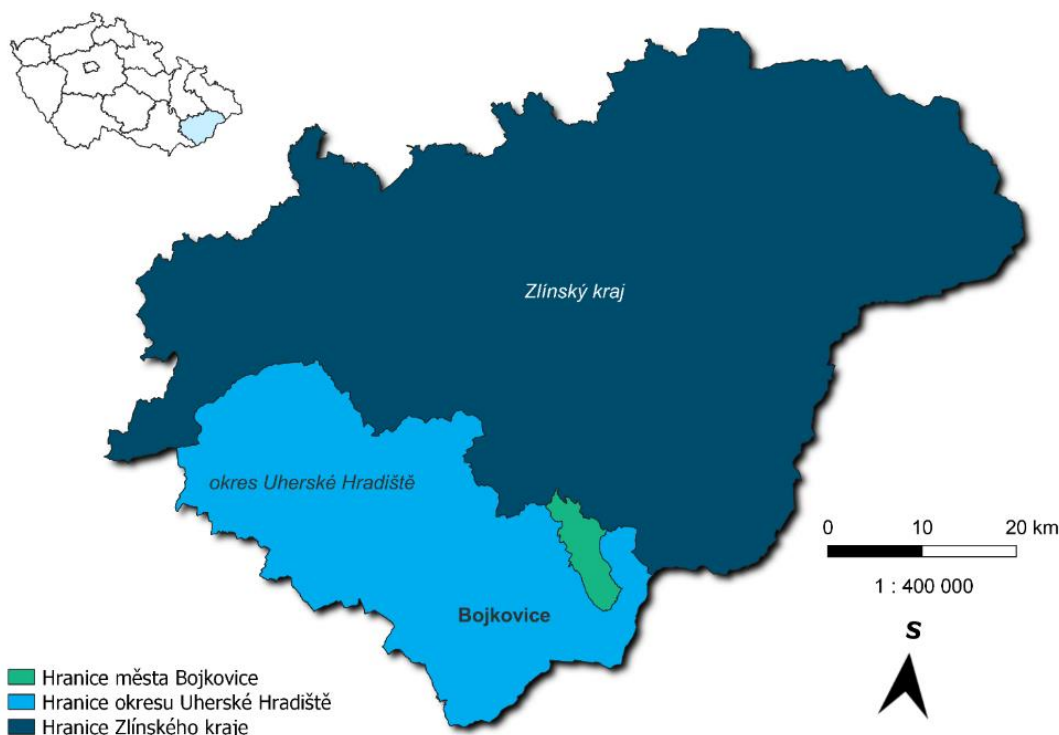 Zlínský kraj
okres Uherské Hradiště
0 10 20 km
1 : 400 000
Bojkovice
S
Hranice města Bojkovice
Hranice okresu Uherské Hradiště
Hranice Zlínského kraje